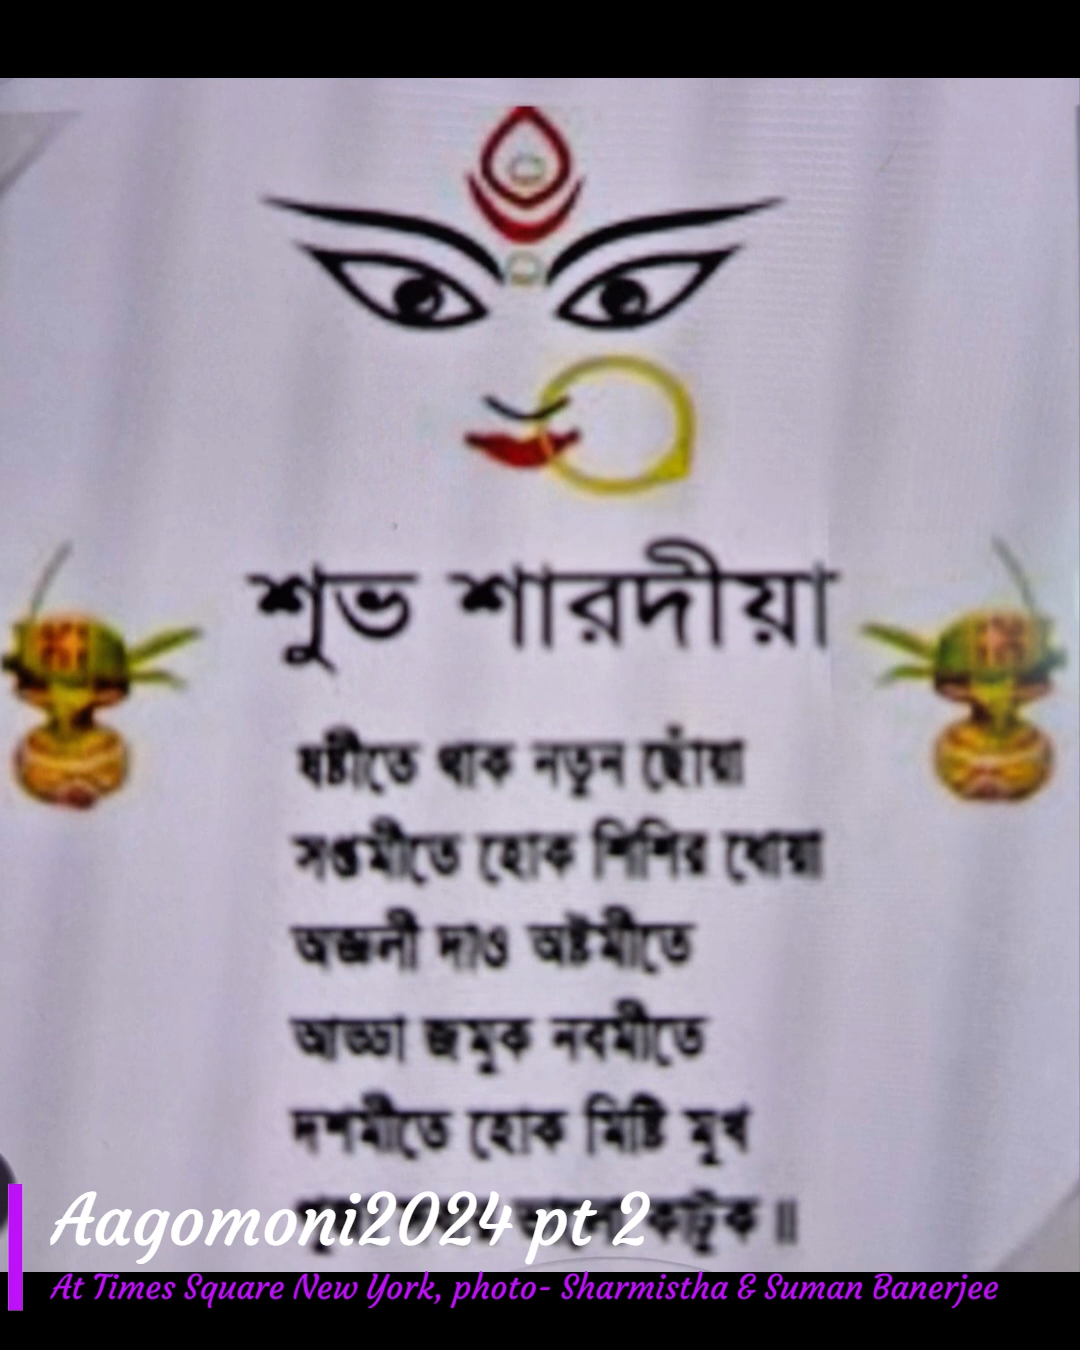 শুভ শারদীয়া
ষষ্ঠীতে থাক নতুন ছোঁয়া
সপ্তমীতে হোক শিশির ধোয়া
অঞ্জলী দাও অষ্টমীতে
আড্ডা জমুক নবমীতে
দশমীতে হোক মিষ্টি মুখ
কাটুক ॥
Aagomoni2024 pt 2
At Times Square New York, photo- Sharmistha & Suman Banerjee